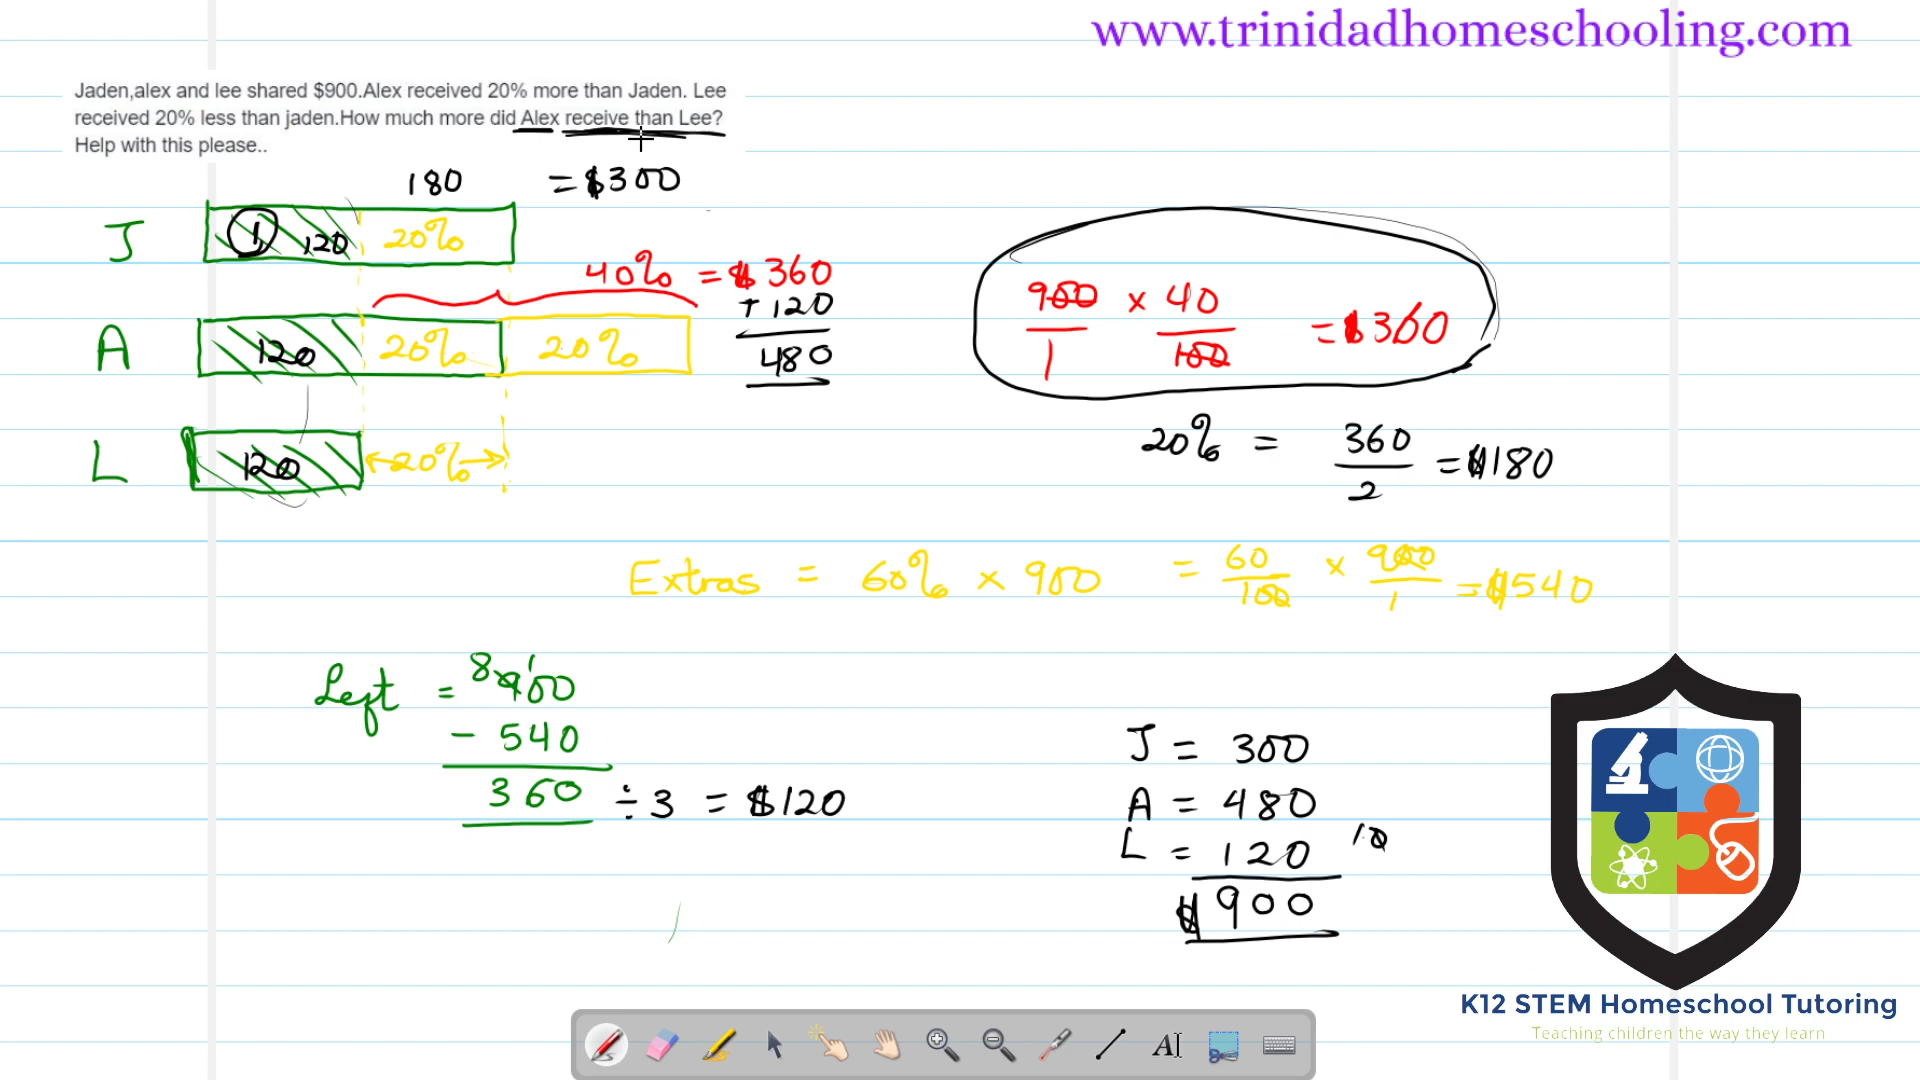 www.trinidadhomeschooling.com
Jaden,alex and lee shared $900.Alex received 20% more than Jaden. Lee
received 20% less than jaden.How much more did Alex receive than Lee?
Help with this please..
180 = $300
J 1 120 20%
40% = $360
+ 120
480
A 120 20% 20%
L 120 20%
900/1 × 40/100 = $360
20% = 360/2 = $180
Extras = 60% × 900 = 60/100 × 900/1 = $540
Left = 8 1
900
- 540
360 ÷ 3 = $120
J = 300
A = 480
L = 120
$900
K12 STEM Homeschool Tutoring
Teaching children the way they learn
AI